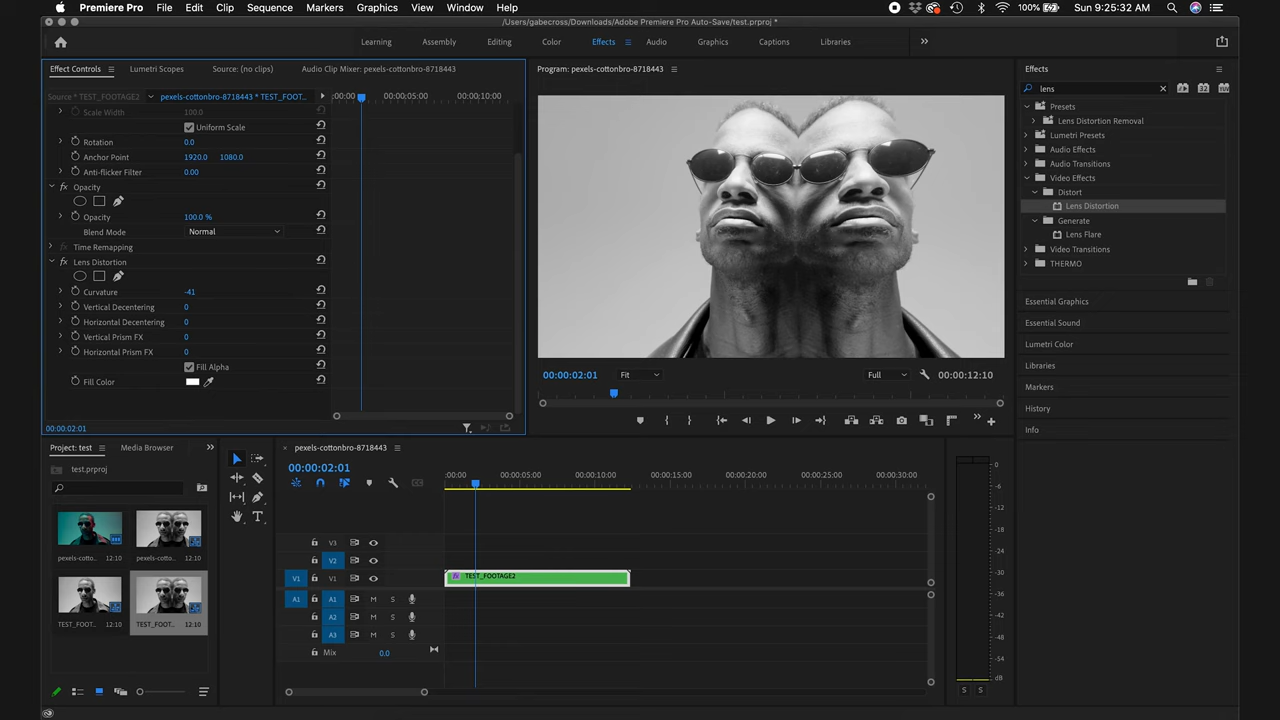 Premiere Pro File Edit Clip Sequence Markers Graphics View Window Help 100% Sun 9:25:32 AM
/Users/gabecross/Downloads/Adobe Premiere Pro Auto-Save/test.prproj *
Learning Assembly Editing Color Effects Audio Graphics Captions Libraries
Effect Controls Lumetri Scopes Source: (no clips) Audio Clip Mixer: pexels-cottonbro-8718443
Program: pexels-cottonbro-8718443
Effects
lens
Source * TEST_FOOTAGE2 pexels-cottonbro-8718443 * TEST_FOOT... :00:00 00:00:05:00 00:00:10:00
Scale Width 100.0
Uniform Scale
Rotation 0.0
Anchor Point 1920.0 1080.0
Anti-flicker Filter 0.00
fx Opacity
Opacity 100.0 %
Blend Mode Normal
fx Time Remapping
fx Lens Distortion
Curvature -41
Vertical Decentering 0
Horizontal Decentering 0
Vertical Prism FX 0
Horizontal Prism FX 0
Fill Alpha
Fill Color
00:00:02:01
00:00:02:01 Fit Full 00:00:12:10
Presets
Lens Distortion Removal
Lumetri Presets
Audio Effects
Audio Transitions
Video Effects
Distort
Lens Distortion
Generate
Lens Flare
Video Transitions
THERMO
Essential Graphics
Essential Sound
Lumetri Color
Libraries
Markers
History
Info
Project: test Media Browser
test.prproj
pexels-cotto... 12:10 pexels-cotto... 12:10
TEST_FOOT... 12:10 TEST_FOOT... 12:10
pexels-cottonbro-8718443
00:00:02:01
:00:00 00:00:05:00 00:00:10:00 00:00:15:00 00:00:20:00 00:00:25:00 00:00:30:00
V3
V2
V1 V1 fx TEST_FOOTAGE2
A1 A1 M S
A2 M S
A3 M S
Mix 0.0
0
-6
-12
-18
-24
-30
-36
-42
-48
-54
dB
S S